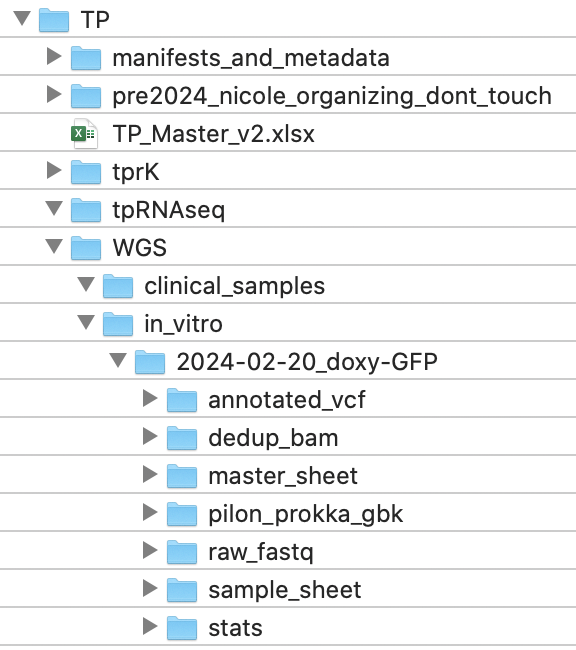 TP
manifests_and_metadata
pre2024_nicole_organizing_dont_touch
TP_Master_v2.xlsx
tprK
tpRNAseq
WGS
clinical_samples
in_vitro
2024-02-20_doxy-GFP
annotated_vcf
dedup_bam
master_sheet
pilon_prokka_gbk
raw_fastq
sample_sheet
stats